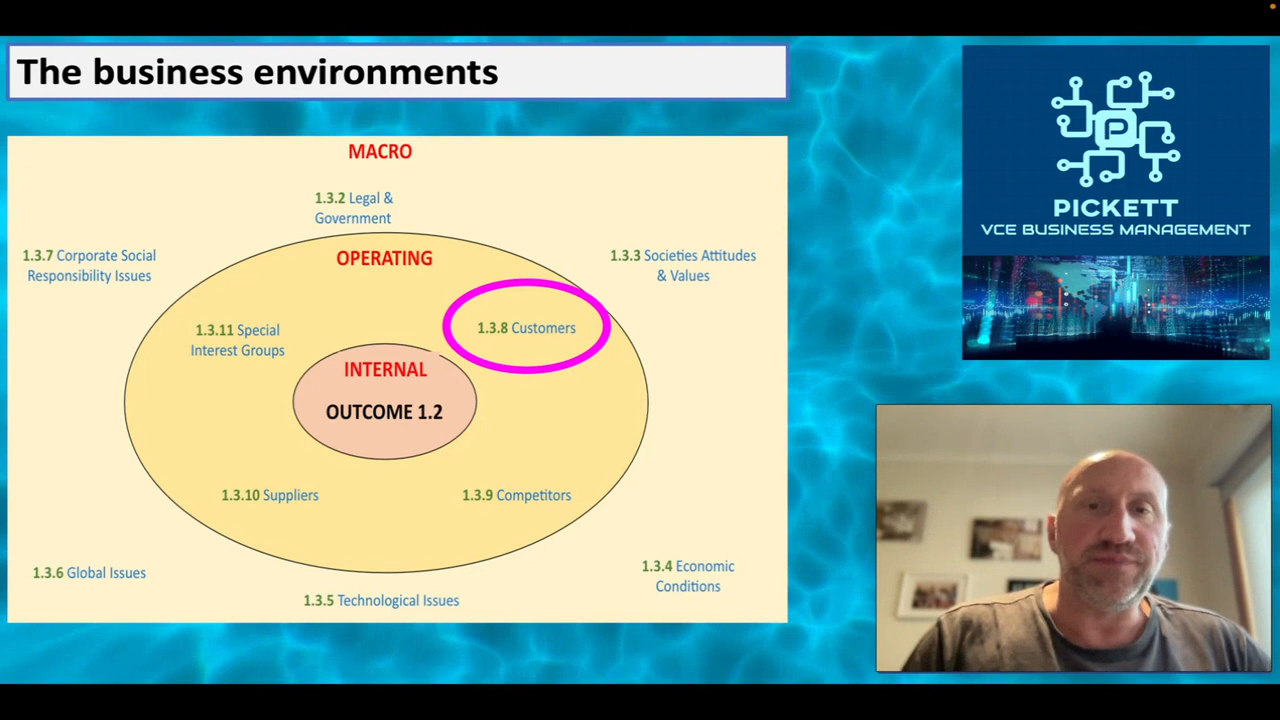 The business environments
MACRO
1.3.2 Legal &
Government
1.3.7 Corporate Social
Responsibility Issues
OPERATING
1.3.3 Societies Attitudes
& Values
1.3.11 Special
Interest Groups
1.3.8 Customers
INTERNAL
OUTCOME 1.2
1.3.10 Suppliers
1.3.9 Competitors
1.3.6 Global Issues
1.3.4 Economic
Conditions
1.3.5 Technological Issues
P
PICKETT
VCE BUSINESS MANAGEMENT